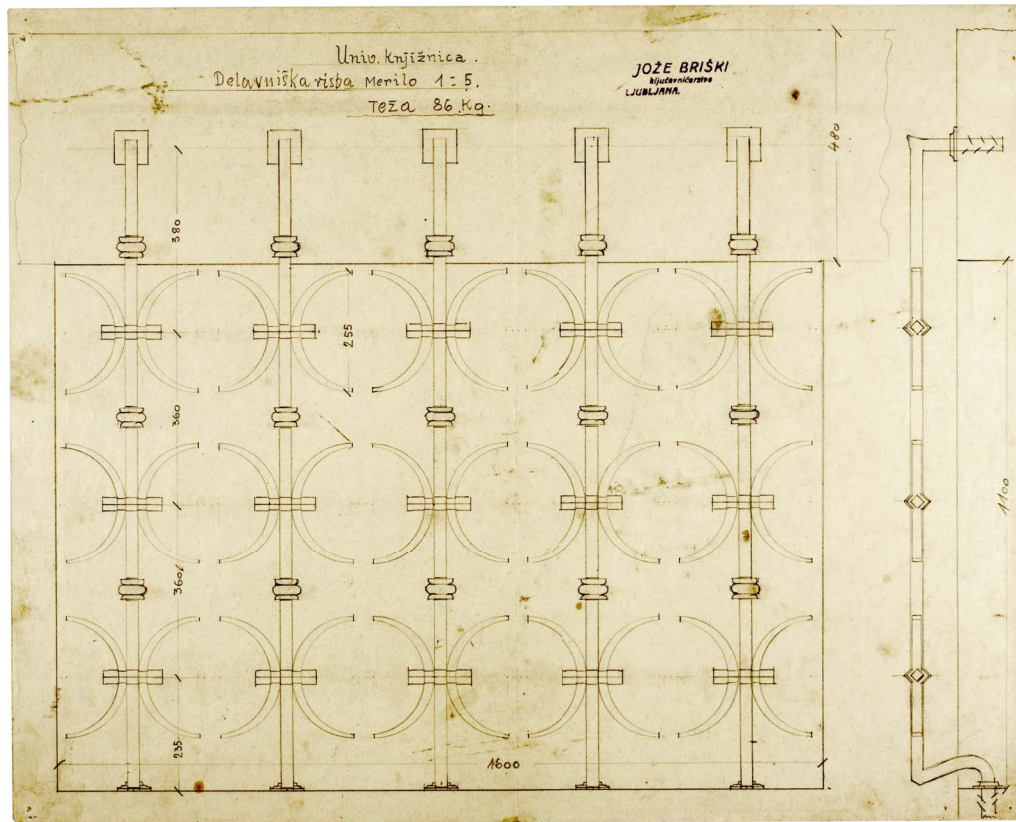 Univ. Knjižnica.
Delavniška risba Merilo 1:5.
Teža 86 kg.
JOŽE BRIŠKI
ključavničarstvo
LJUBLJANA.
480
380
255
360
360
1100
235
1600